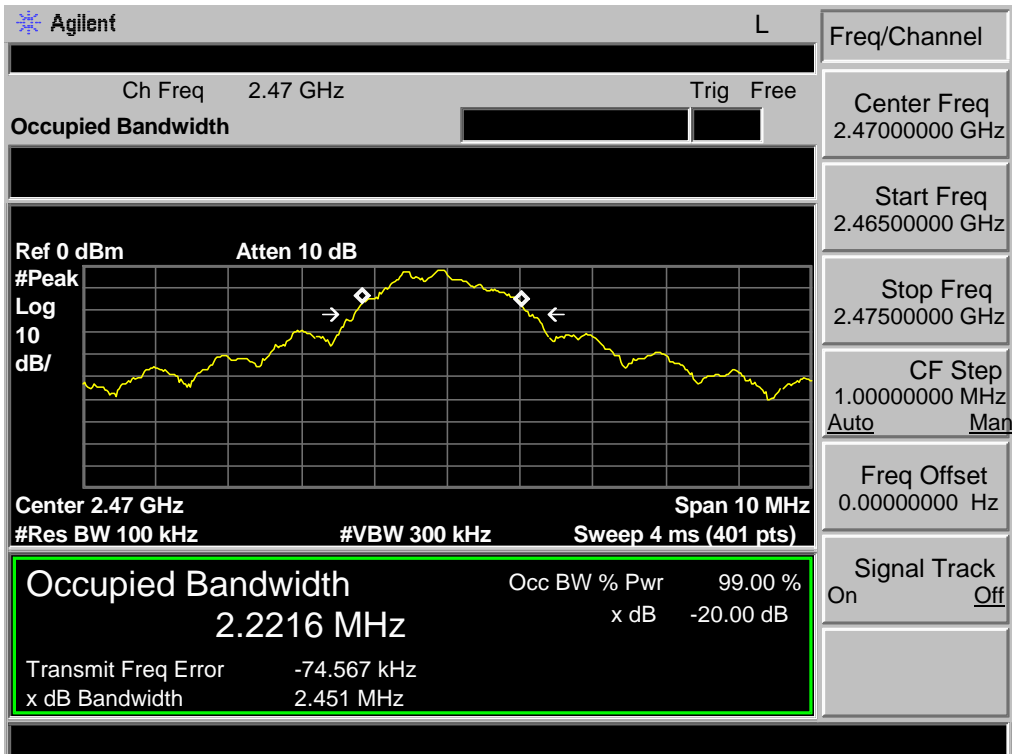 Agilent L
Freq/Channel
Ch Freq 2.47 GHz Trig Free
Occupied Bandwidth
Center Freq
2.47000000 GHz
Start Freq
2.46500000 GHz
Stop Freq
2.47500000 GHz
CF Step
1.00000000 MHz
Auto Man
Freq Offset
0.00000000 Hz
Signal Track
On Off
Ref 0 dBm Atten 10 dB
#Peak
Log
10
dB/
Center 2.47 GHz Span 10 MHz
#Res BW 100 kHz #VBW 300 kHz Sweep 4 ms (401 pts)
Occupied Bandwidth Occ BW % Pwr 99.00 %
2.2216 MHz x dB -20.00 dB
Transmit Freq Error -74.567 kHz
x dB Bandwidth 2.451 MHz